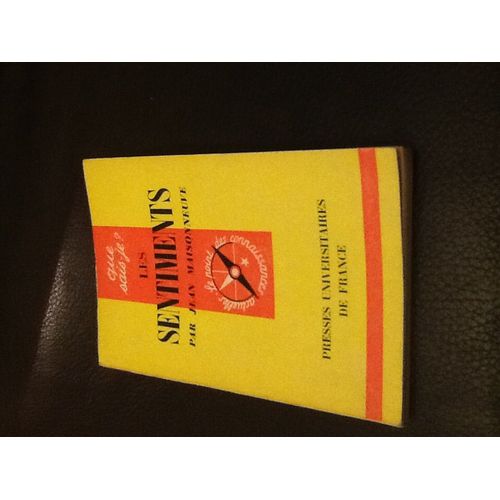 que
sais-je?
LES
SENTIMENTS
PAR JEAN MAISONNEUVE
le point des connaissances actuelles
PRESSES UNIVERSITAIRES
DE FRANCE